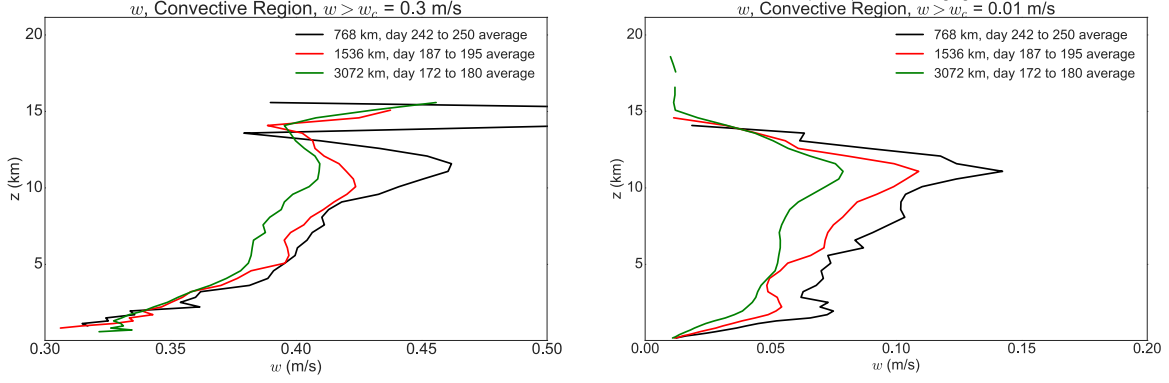 w, Convective Region, w > w_c = 0.3 m/s
20
15
10
5
z (km)
768 km, day 242 to 250 average
1536 km, day 187 to 195 average
3072 km, day 172 to 180 average
0.30 0.35 0.40 0.45 0.50
w (m/s)
w, Convective Region, w > w_c = 0.01 m/s
20
15
10
5
z (km)
768 km, day 242 to 250 average
1536 km, day 187 to 195 average
3072 km, day 172 to 180 average
0.00 0.05 0.10 0.15 0.20
w (m/s)